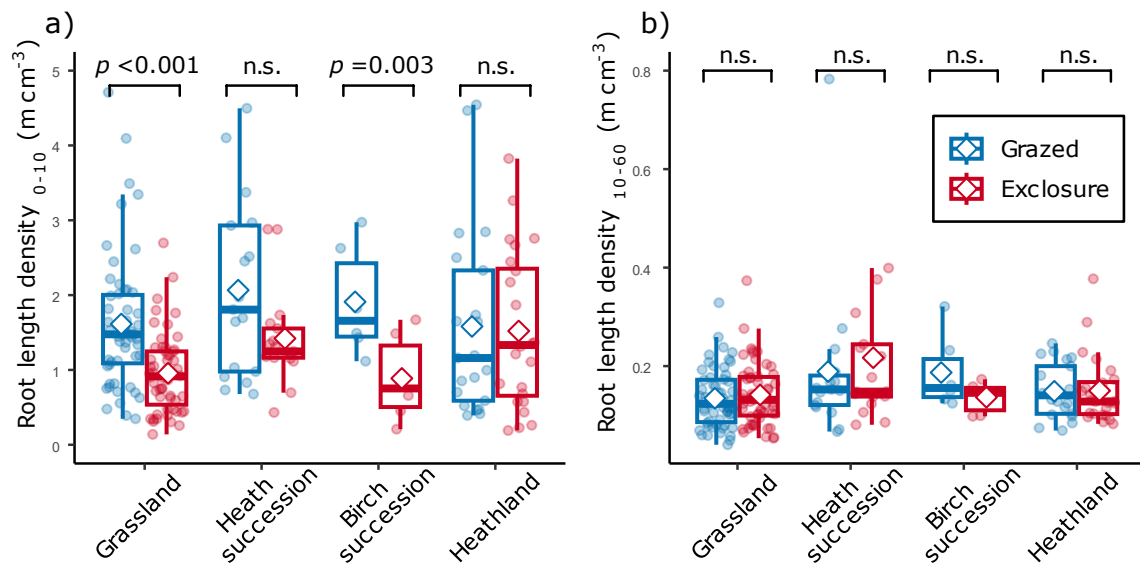 a)
Root length density 0-10 (m cm-3)
5
4
3
2
1
0
p <0.001
n.s.
p =0.003
n.s.
Grassland
Heath
succession
Birch
succession
Heathland
b)
Root length density 10-60 (m cm-3)
0.8
0.6
0.4
0.2
n.s.
n.s.
n.s.
n.s.
Grazed
Exclosure
Grassland
Heath
succession
Birch
succession
Heathland